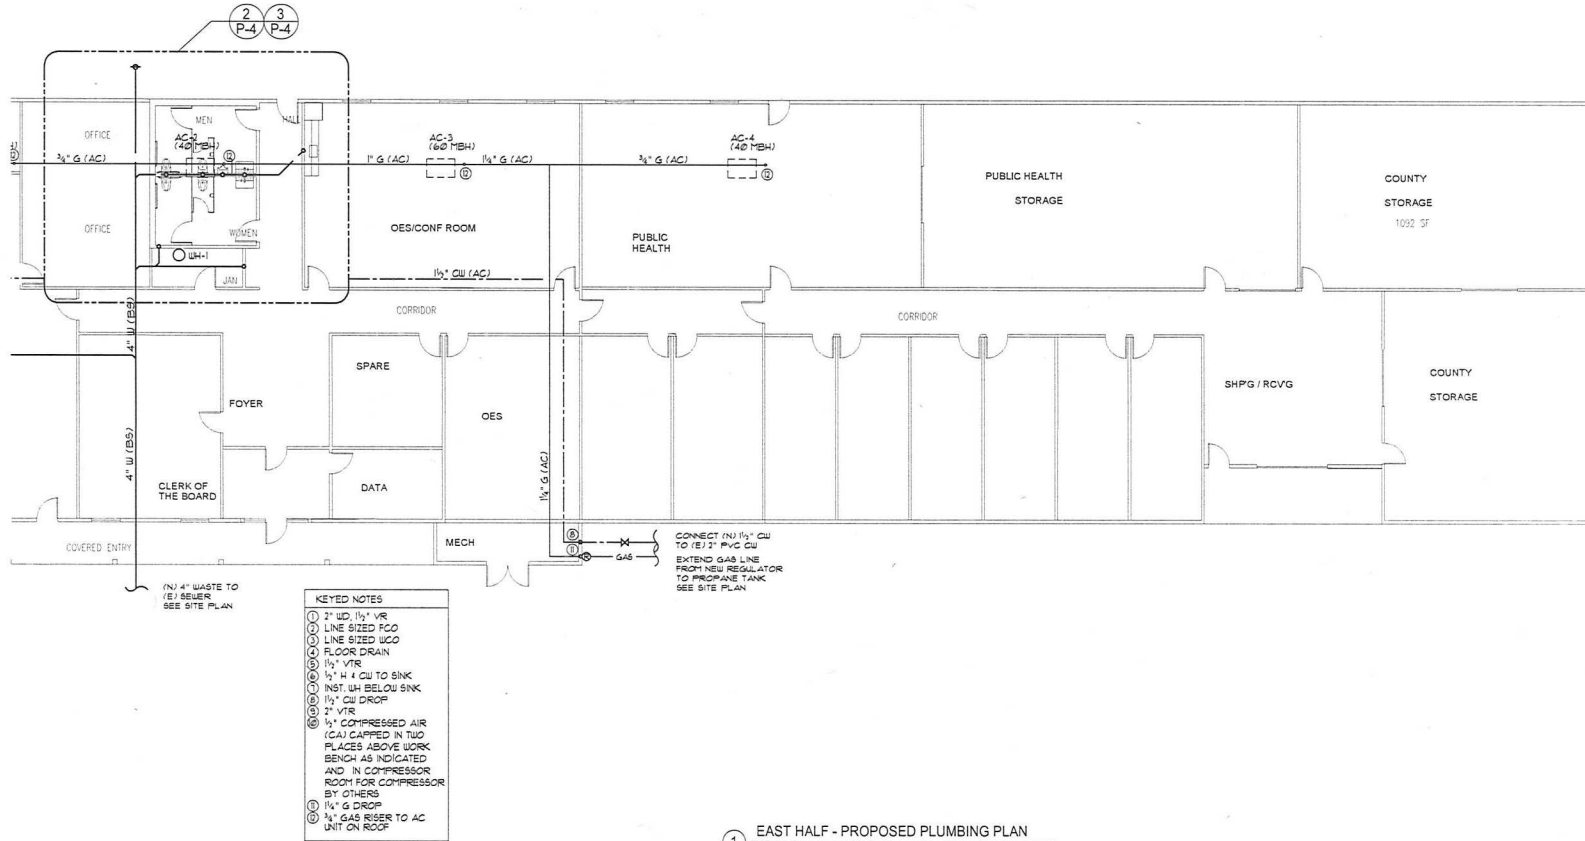 2 3
P-4 P-4
OFFICE
MEN
HALL
AC-2
(40 MBH)
12
3/4" G (AC)
1" G (AC)
AC-3
(60 MBH)
12
1 1/4" G (AC)
3/4" G (AC)
AC-4
(40 MBH)
12
12
PUBLIC HEALTH
STORAGE
COUNTY
STORAGE
1092 SF
OFFICE
WOMEN
WH-1
JAN
OES/CONF ROOM
PUBLIC
HEALTH
1 1/2" CW (AC)
CORRIDOR
CORRIDOR
4" W (BS)
SPARE
FOYER
OES
SHP'G / RCV'G
COUNTY
STORAGE
4" W (BS)
1 1/4" G (AC)
CLERK OF
THE BOARD
DATA
COVERED ENTRY
MECH
8
11
GAS
CONNECT (N) 1 1/2" CW
TO (E) 2" PVC CW
EXTEND GAS LINE
FROM NEW REGULATOR
TO PROPANE TANK
SEE SITE PLAN
(N) 4" WASTE TO
(E) SEWER
SEE SITE PLAN
KEYED NOTES
1 2" WD, 1 1/2" VR
2 LINE SIZED FCO
3 LINE SIZED WCO
4 FLOOR DRAIN
5 1 1/2" VTR
6 1/2" H & CW TO SINK
7 INST. WH BELOW SINK
8 1 1/2" CW DROP
9 2" VTR
10 1/2" COMPRESSED AIR
(CA) CAPPED IN TWO
PLACES ABOVE WORK
BENCH AS INDICATED
AND IN COMPRESSOR
ROOM FOR COMPRESSOR
BY OTHERS
11 1 1/4" G DROP
12 3/4" GAS RISER TO AC
UNIT ON ROOF
1 EAST HALF - PROPOSED PLUMBING PLAN